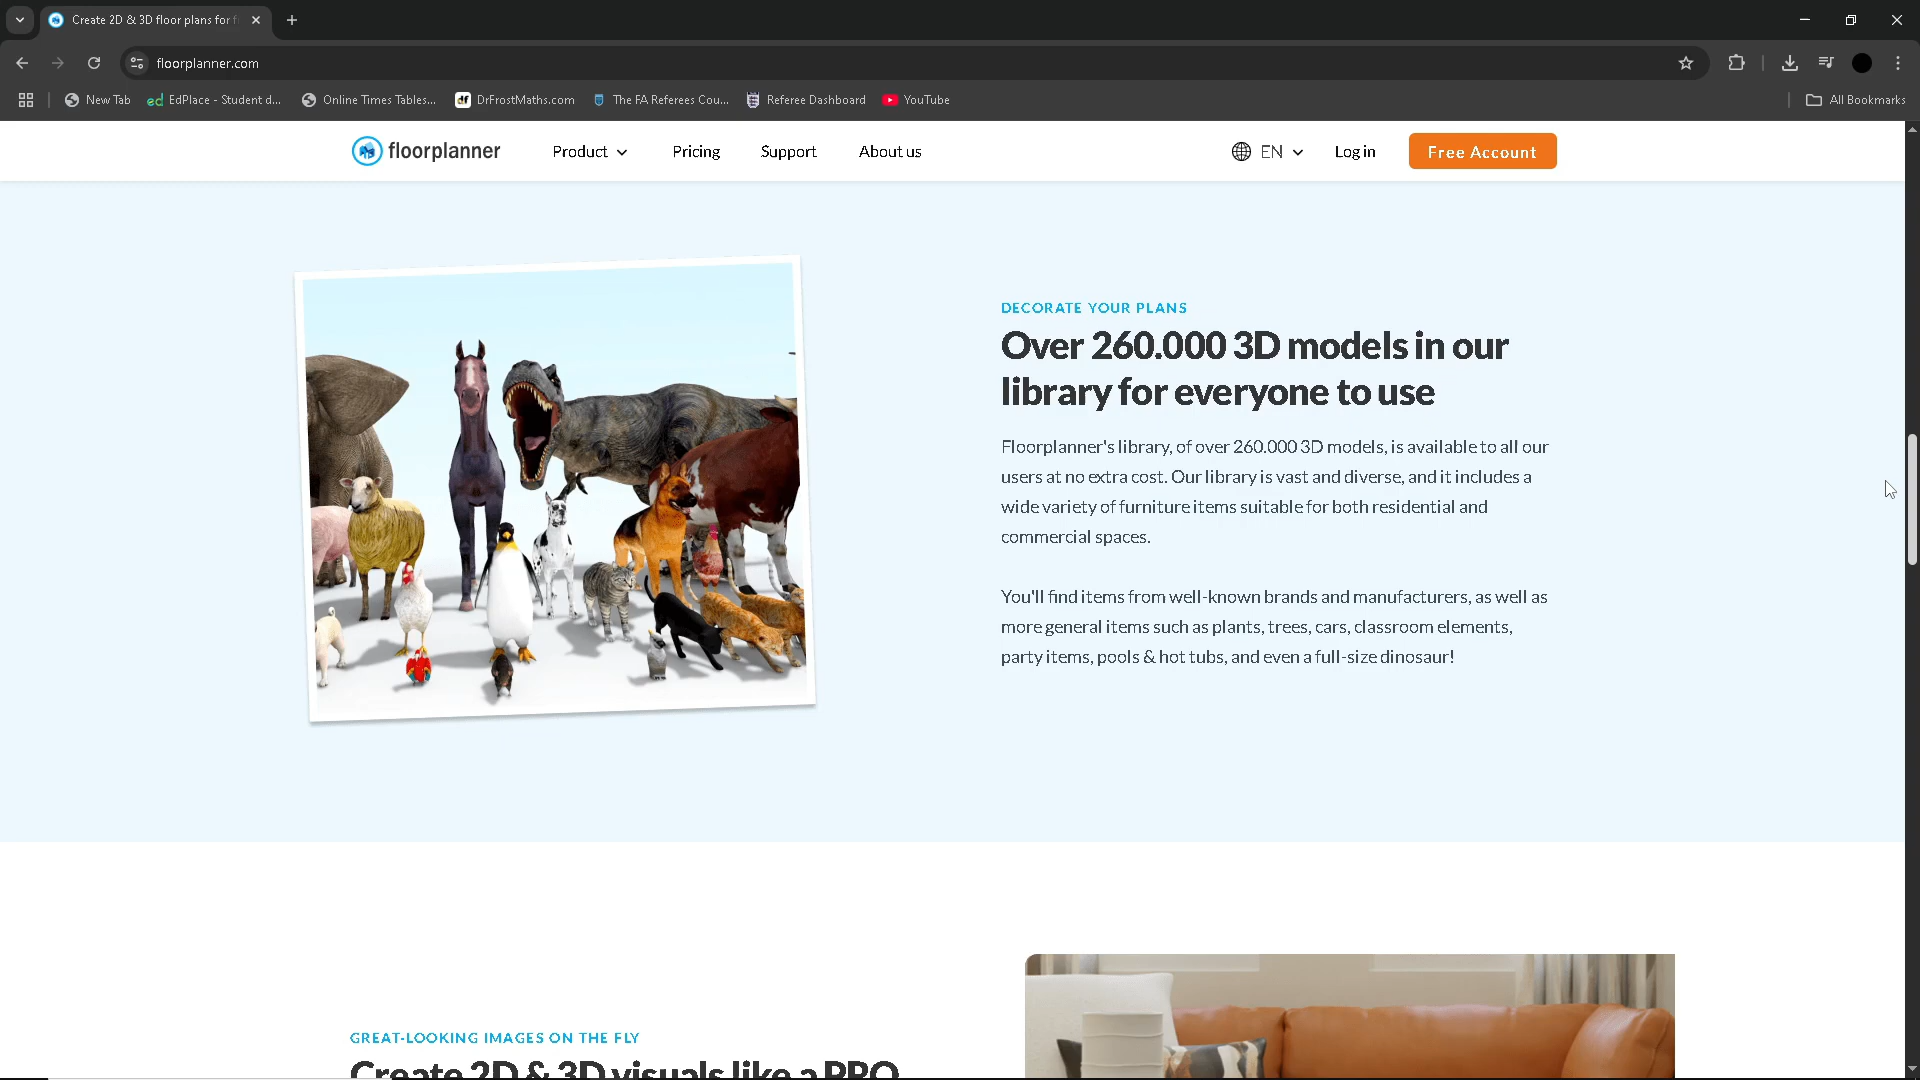 Create 2D & 3D floor plans for f
floorplanner.com
New Tab
EdPlace - Student d...
Online Times Tables...
DrFrostMaths.com
The FA Referees Cou...
Referee Dashboard
YouTube
All Bookmarks
floorplanner
Product
Pricing
Support
About us
EN
Log in
Free Account
DECORATE YOUR PLANS
Over 260.000 3D models in our
library for everyone to use
Floorplanner's library, of over 260.000 3D models, is available to all our
users at no extra cost. Our library is vast and diverse, and it includes a
wide variety of furniture items suitable for both residential and
commercial spaces.
You'll find items from well-known brands and manufacturers, as well as
more general items such as plants, trees, cars, classroom elements,
party items, pools & hot tubs, and even a full-size dinosaur!
GREAT-LOOKING IMAGES ON THE FLY
Create 2D & 3D visuals like a PRO